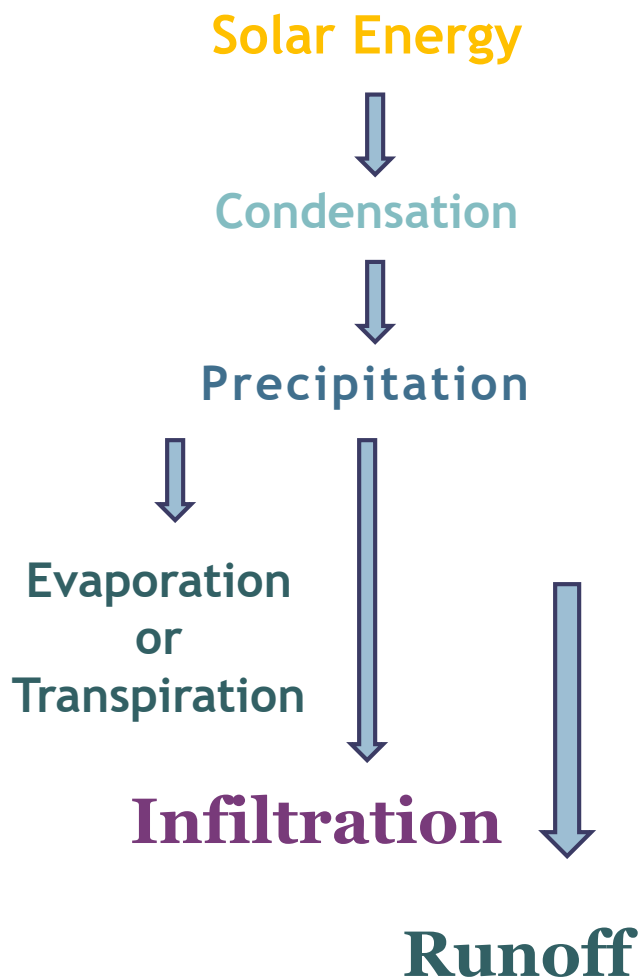 Solar Energy
Condensation
Precipitation
Evaporation
or
Transpiration
Infiltration
Runoff